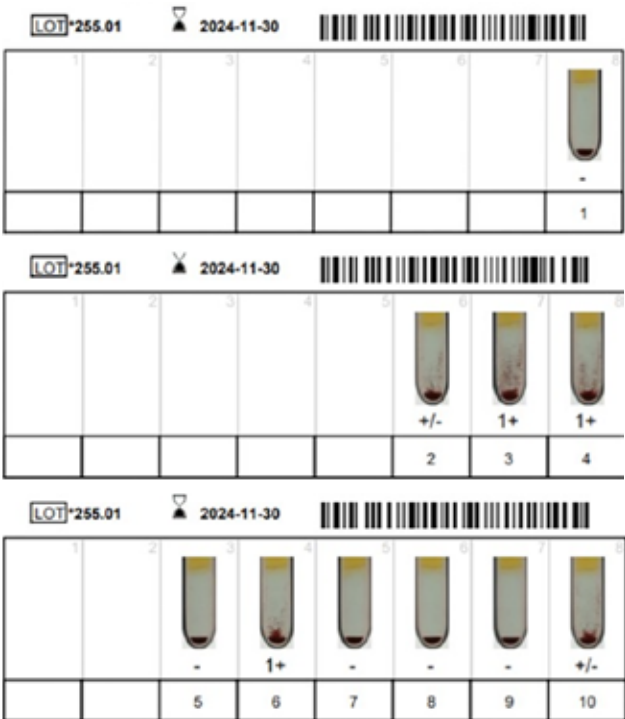 LOT *255.01 2024-11-30
1 2 3 4 5 6 7 8
-
1
LOT *255.01 2024-11-30
1 2 3 4 5 6 7 8
+/- 1+ 1+
2 3 4
LOT *255.01 2024-11-30
1 2 3 4 5 6 7 8
- 1+ - - - +/-
5 6 7 8 9 10